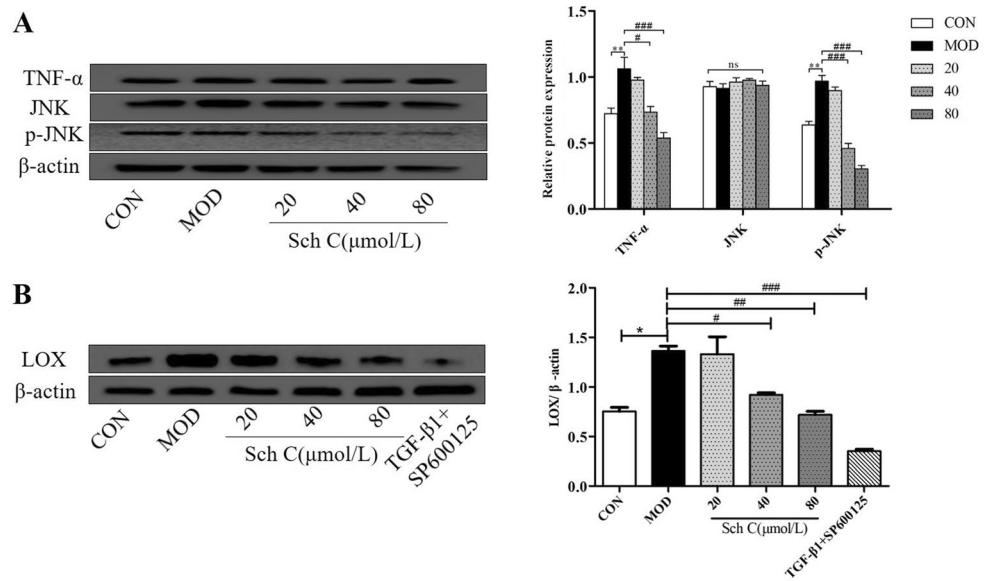 A
TNF-α
JNK
p-JNK
β-actin
CON
MOD
20
40
80
Sch C(μmol/L)
Relative protein expression
1.5
1.0
0.5
0.0
**
#
###
ns
**
###
###
TNF-α
JNK
p-JNK
CON
MOD
20
40
80
B
LOX
β-actin
CON
MOD
20
40
80
Sch C(μmol/L)
TGF-β1+
SP600125
LOX/ β -actin
2.0
1.5
1.0
0.5
0.0
*
#
##
###
CON
MOD
20
40
80
Sch C(μmol/L)
TGF-β1+SP600125